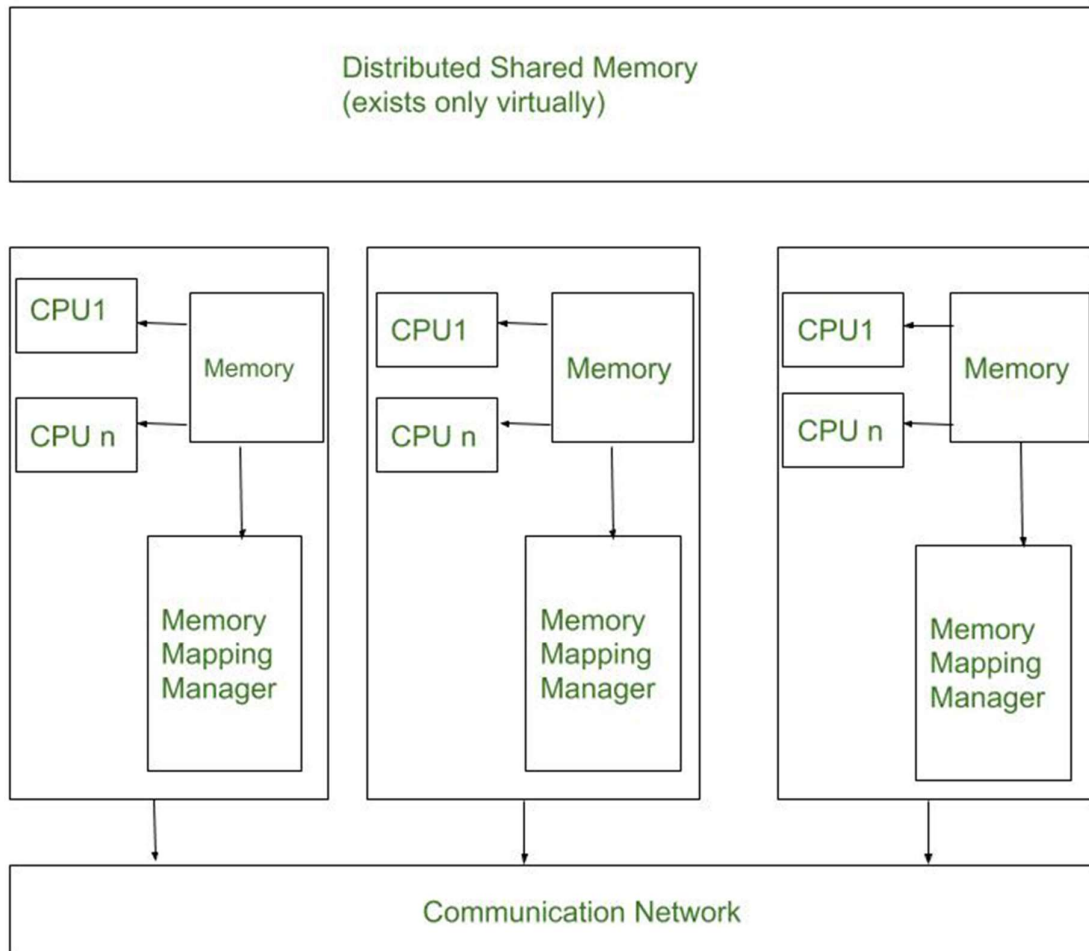 Distributed Shared Memory
(exists only virtually)
CPU1
Memory
CPU n
Memory
Mapping
Manager
CPU1
Memory
CPU n
Memory
Mapping
Manager
CPU1
Memory
CPU n
Memory
Mapping
Manager
Communication Network